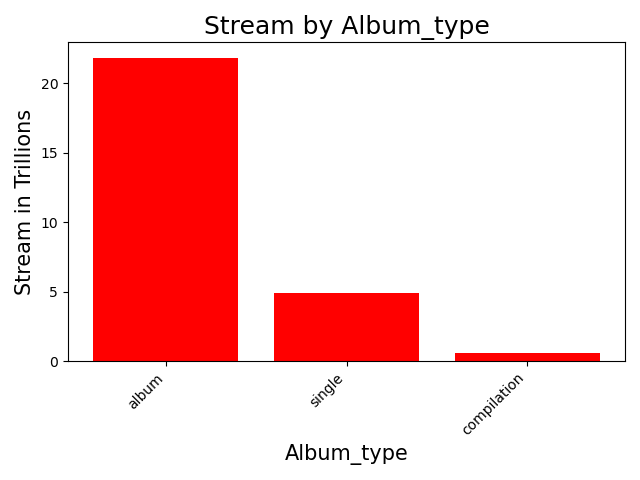 Stream by Album_type
Stream in Trillions
20
15
10
5
0
album
single
compilation
Album_type